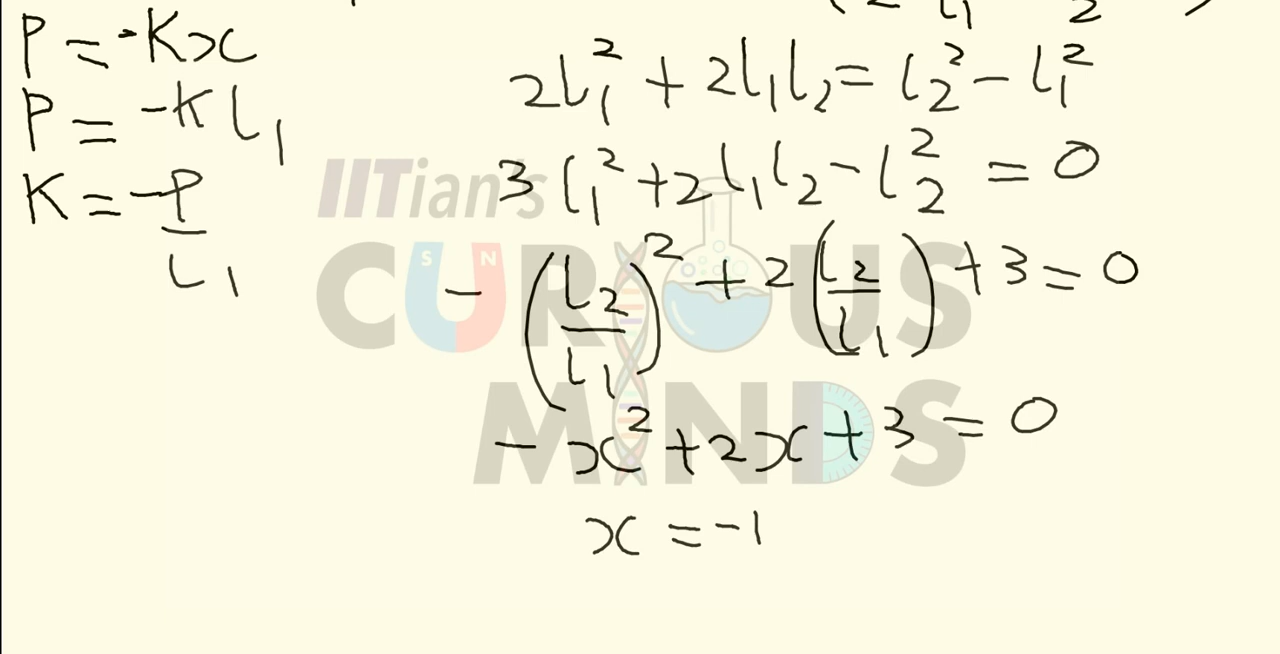 P = -Kx
P = -K l₁
K = -P/l₁
2l₁² + 2l₁l₂ = l₂² - l₁²
3l₁² + 2l₁l₂ - l₂² = 0
-(l₂/l₁)² + 2(l₂/l₁) + 3 = 0
-x² + 2x + 3 = 0
x = -1
IITian's
CURIOUS
S N
MINDS